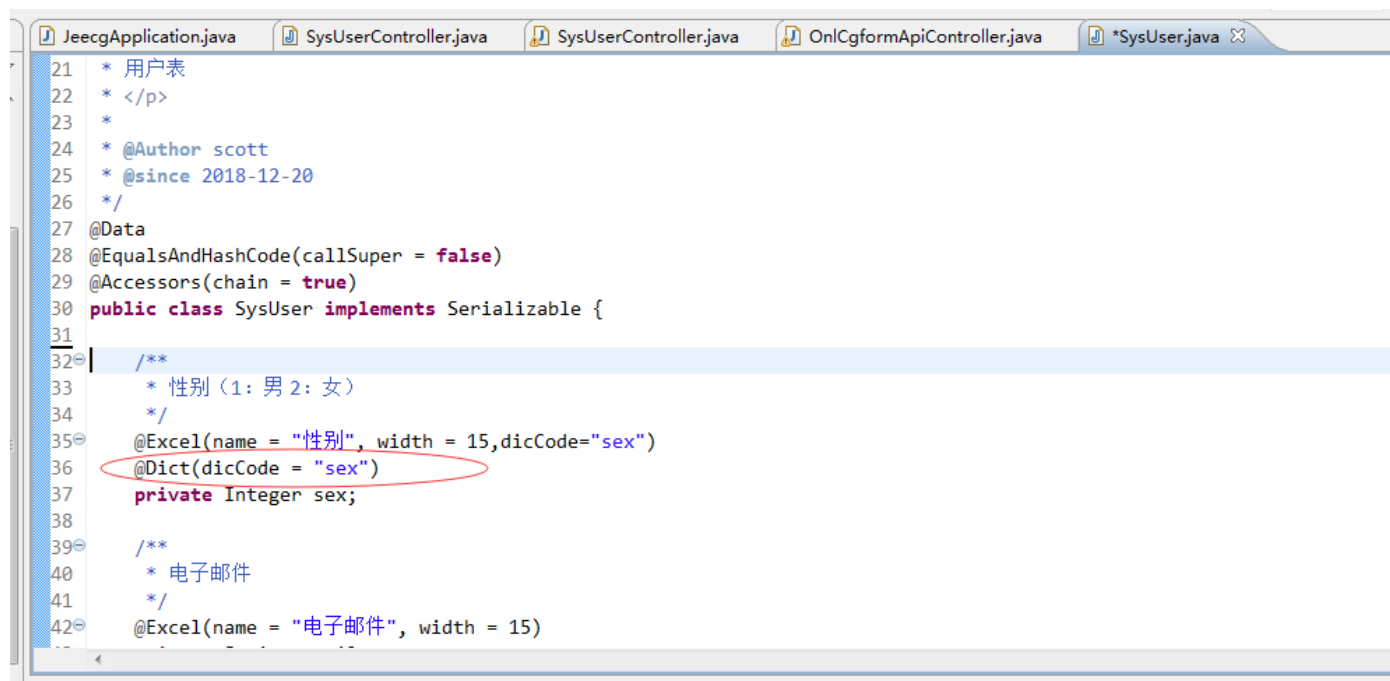 JeecgApplication.java SysUserController.java SysUserController.java OnlCgformApiController.java *SysUser.java
21 * 用户表
22 * </p>
23 *
24 * @Author scott
25 * @since 2018-12-20
26 */
27 @Data
28 @EqualsAndHashCode(callSuper = false)
29 @Accessors(chain = true)
30 public class SysUser implements Serializable {
31
32 /**
33 * 性别（1：男 2：女）
34 */
35 @Excel(name = "性别", width = 15,dicCode="sex")
36 @Dict(dicCode = "sex")
37 private Integer sex;
38
39 /**
40 * 电子邮件
41 */
42 @Excel(name = "电子邮件", width = 15)